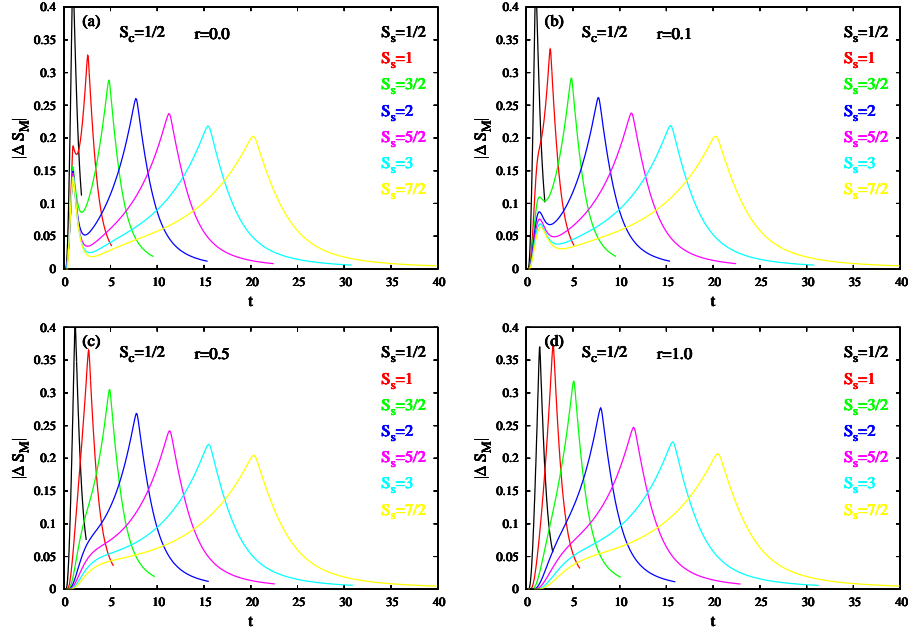 (a) S_c=1/2 r=0.0 S_s=1/2
S_s=1
S_s=3/2
S_s=2
S_s=5/2
S_s=3
S_s=7/2
|Δ S_M|
0.4
0.35
0.3
0.25
0.2
0.15
0.1
0.05
0
0 5 10 15 20 25 30 35 40
t
(b) S_c=1/2 r=0.1 S_s=1/2
S_s=1
S_s=3/2
S_s=2
S_s=5/2
S_s=3
S_s=7/2
|Δ S_M|
0.4
0.35
0.3
0.25
0.2
0.15
0.1
0.05
0
0 5 10 15 20 25 30 35 40
t
(c) S_c=1/2 r=0.5 S_s=1/2
S_s=1
S_s=3/2
S_s=2
S_s=5/2
S_s=3
S_s=7/2
|Δ S_M|
0.4
0.35
0.3
0.25
0.2
0.15
0.1
0.05
0
0 5 10 15 20 25 30 35 40
t
(d) S_c=1/2 r=1.0 S_s=1/2
S_s=1
S_s=3/2
S_s=2
S_s=5/2
S_s=3
S_s=7/2
|Δ S_M|
0.4
0.35
0.3
0.25
0.2
0.15
0.1
0.05
0
0 5 10 15 20 25 30 35 40
t